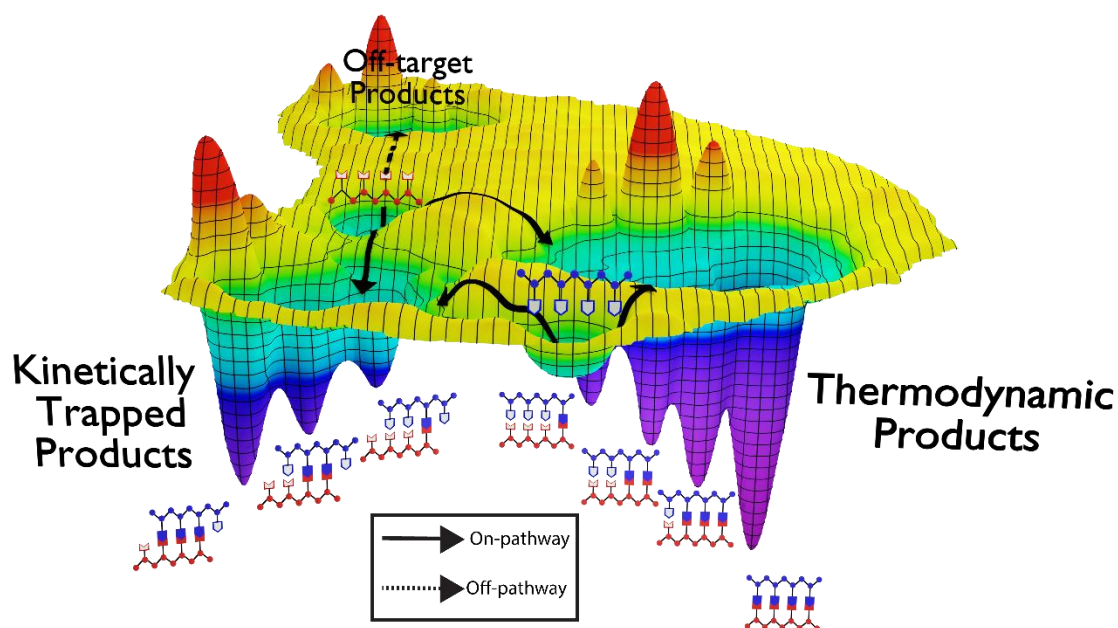 Off-target
Products
Kinetically
Trapped
Products
Thermodynamic
Products
On-pathway
Off-pathway